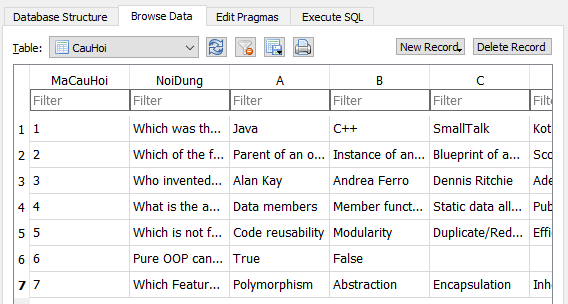 Database Structure Browse Data Edit Pragmas Execute SQL
Table: CauHoi New Record Delete Record
MaCauHoi NoiDung A B C
Filter Filter Filter Filter Filter Filter
1 1 Which was th... Java C++ SmallTalk Kot
2 2 Which of the f... Parent of an o... Instance of an... Blueprint of a... Sco
3 3 Who invented... Alan Kay Andrea Ferro Dennis Ritchie Ade
4 4 What is the a... Data members Member funct... Static data all... Pub
5 5 Which is not f... Code reusability Modularity Duplicate/Red... Effi
6 6 Pure OOP can... True False
7 7 Which Featur... Polymorphism Abstraction Encapsulation Inh